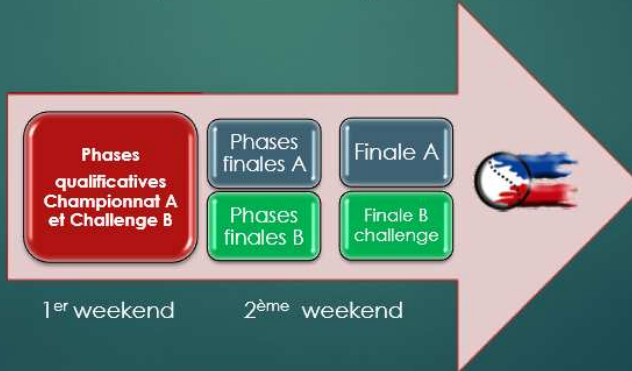 Phases
qualificatives
Championnat A
et Challenge B
Phases
finales A
Finale A
Phases
finales B
Finale B
challenge
1er weekend
2ème weekend